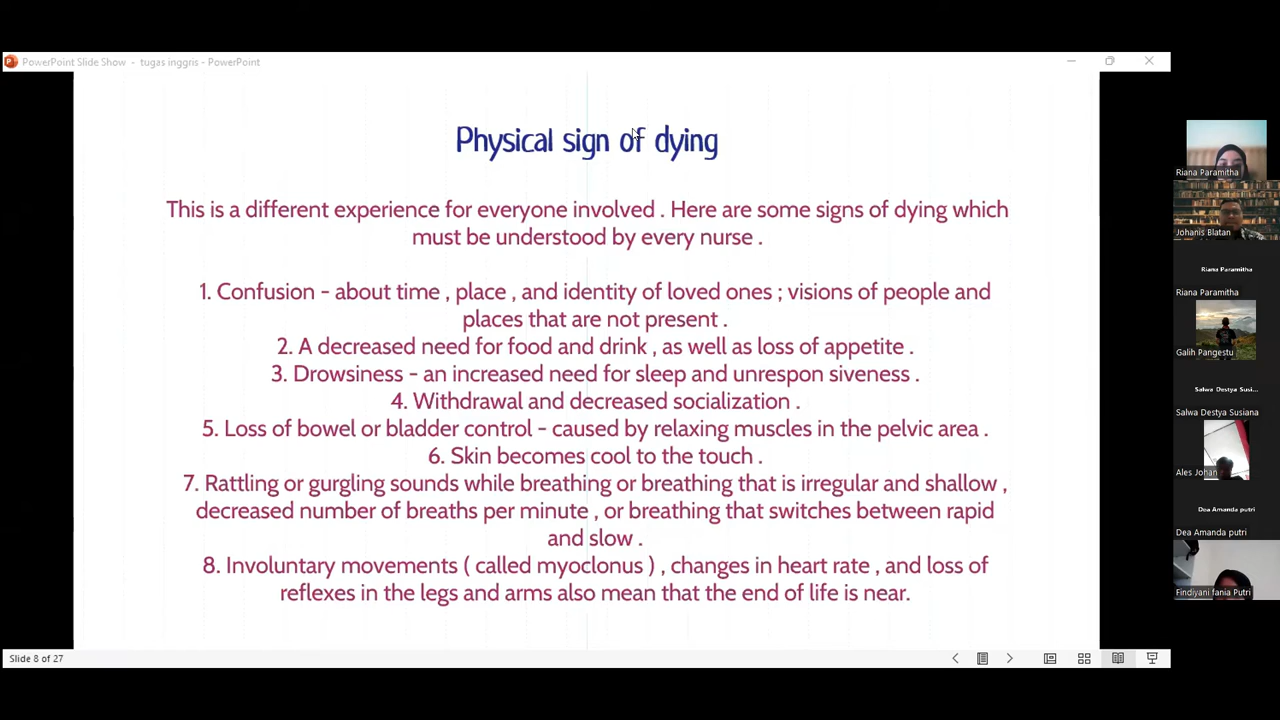 PowerPoint Slide Show - tugas inggris - PowerPoint
Physical sign of dying
This is a different experience for everyone involved . Here are some signs of dying which
must be understood by every nurse .
1. Confusion - about time , place , and identity of loved ones ; visions of people and
places that are not present .
2. A decreased need for food and drink , as well as loss of appetite .
3. Drowsiness - an increased need for sleep and unrespon siveness .
4. Withdrawal and decreased socialization .
5. Loss of bowel or bladder control - caused by relaxing muscles in the pelvic area .
6. Skin becomes cool to the touch .
7. Rattling or gurgling sounds while breathing or breathing that is irregular and shallow ,
decreased number of breaths per minute , or breathing that switches between rapid
and slow .
8. Involuntary movements ( called myoclonus ) , changes in heart rate , and loss of
reflexes in the legs and arms also mean that the end of life is near.
Slide 8 of 27
Riana Paramitha
Johanis Blatan
Riana Paramitha
Riana Paramitha
Galih Pangestu
Salwa Destya Susi...
Salwa Destya Susiana
Ales Johan
Dea Amanda putri
Dea Amanda putri
Findiyani fania Putri